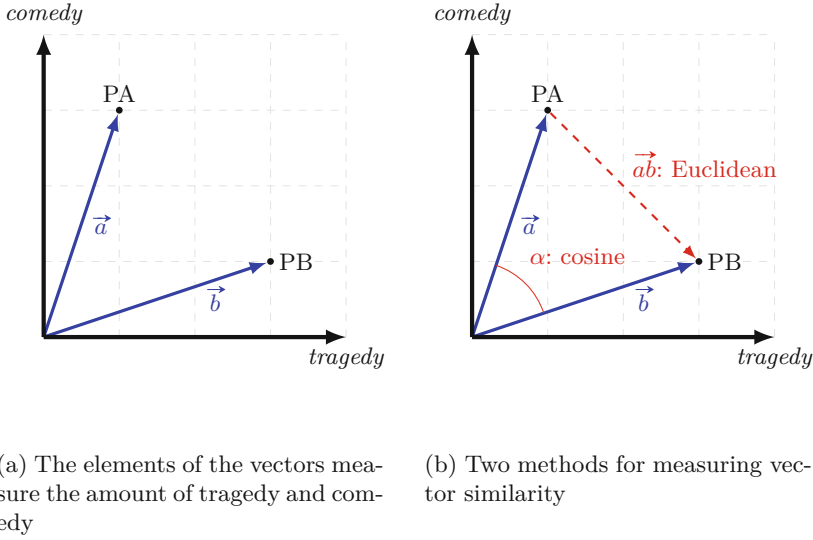 comedy
PA
a
PB
b
tragedy
comedy
PA
ab: Euclidean
a
α: cosine
PB
b
tragedy
(a) The elements of the vectors mea-
sure the amount of tragedy and com-
edy
(b) Two methods for measuring vec-
tor similarity